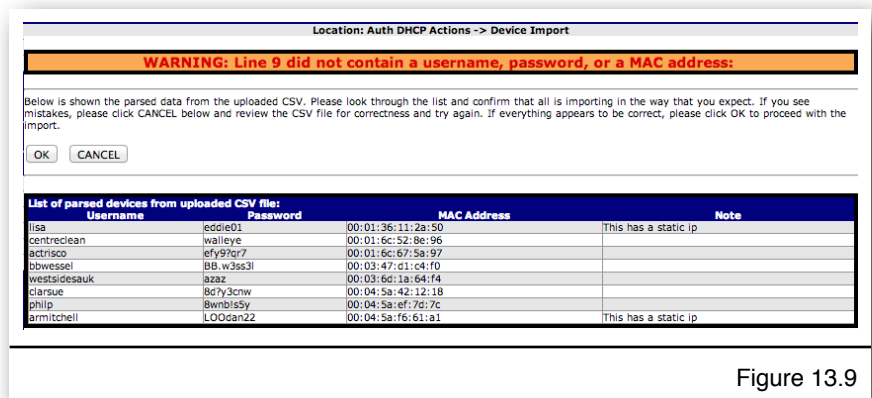 Location: Auth DHCP Actions -> Device Import
WARNING: Line 9 did not contain a username, password, or a MAC address:
Below is shown the parsed data from the uploaded CSV. Please look through the list and confirm that all is importing in the way that you expect. If you see
mistakes, please click CANCEL below and review the CSV file for correctness and try again. If everything appears to be correct, please click OK to proceed with the
import.
OK CANCEL
List of parsed devices from uploaded CSV file:
Username Password MAC Address Note
lisa eddie01 00:01:36:11:2a:50 This has a static ip
centreclean walleye 00:01:6c:52:8e:96
actrisco efy9?qr7 00:01:6c:67:5a:97
bbwessel BB.w3ss3l 00:03:47:d1:c4:f0
westsidesauk azaz 00:03:6d:1a:64:f4
clarsue 8d?y3cnw 00:04:5a:42:12:18
philp 8wnb!s5y 00:04:5a:ef:7d:7c
armitchell LOOdan22 00:04:5a:f6:61:a1 This has a static ip
Figure 13.9